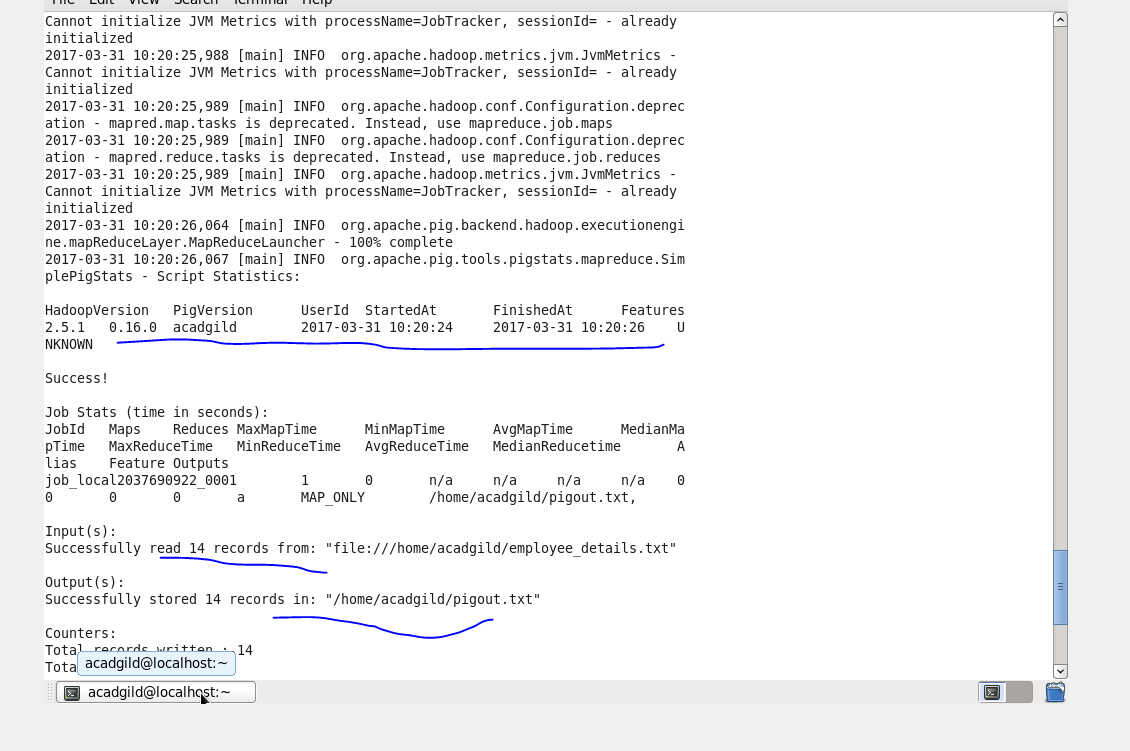 File Edit View Search Terminal Help
Cannot initialize JVM Metrics with processName=JobTracker, sessionId= - already
initialized
2017-03-31 10:20:25,988 [main] INFO  org.apache.hadoop.metrics.jvm.JvmMetrics -
Cannot initialize JVM Metrics with processName=JobTracker, sessionId= - already
initialized
2017-03-31 10:20:25,989 [main] INFO  org.apache.hadoop.conf.Configuration.deprec
ation - mapred.map.tasks is deprecated. Instead, use mapreduce.job.maps
2017-03-31 10:20:25,989 [main] INFO  org.apache.hadoop.conf.Configuration.deprec
ation - mapred.reduce.tasks is deprecated. Instead, use mapreduce.job.reduces
2017-03-31 10:20:25,989 [main] INFO  org.apache.hadoop.metrics.jvm.JvmMetrics -
Cannot initialize JVM Metrics with processName=JobTracker, sessionId= - already
initialized
2017-03-31 10:20:26,064 [main] INFO  org.apache.pig.backend.hadoop.executionengi
ne.mapReduceLayer.MapReduceLauncher - 100% complete
2017-03-31 10:20:26,067 [main] INFO  org.apache.pig.tools.pigstats.mapreduce.Sim
plePigStats - Script Statistics:
HadoopVersion   PigVersion      UserId  StartedAt       FinishedAt      Features
2.5.1   0.16.0  acadgild        2017-03-31 10:20:24     2017-03-31 10:20:26    U
NKNOWN
Success!
Job Stats (time in seconds):
JobId   Maps    Reduces MaxMapTime      MinMapTime      AvgMapTime      MedianMa
pTime   MaxReduceTime   MinReduceTime   AvgReduceTime   MedianReducetime       A
lias    Feature Outputs
job_local2037690922_0001        1       0       n/a     n/a     n/a     n/a    0
0       0       0       a       MAP_ONLY        /home/acadgild/pigout.txt,
Input(s):
Successfully read 14 records from: "file:///home/acadgild/employee_details.txt"
Output(s):
Successfully stored 14 records in: "/home/acadgild/pigout.txt"
Counters:
Total records written : 14
Tota
acadgild@localhost:~
acadgild@localhost:~